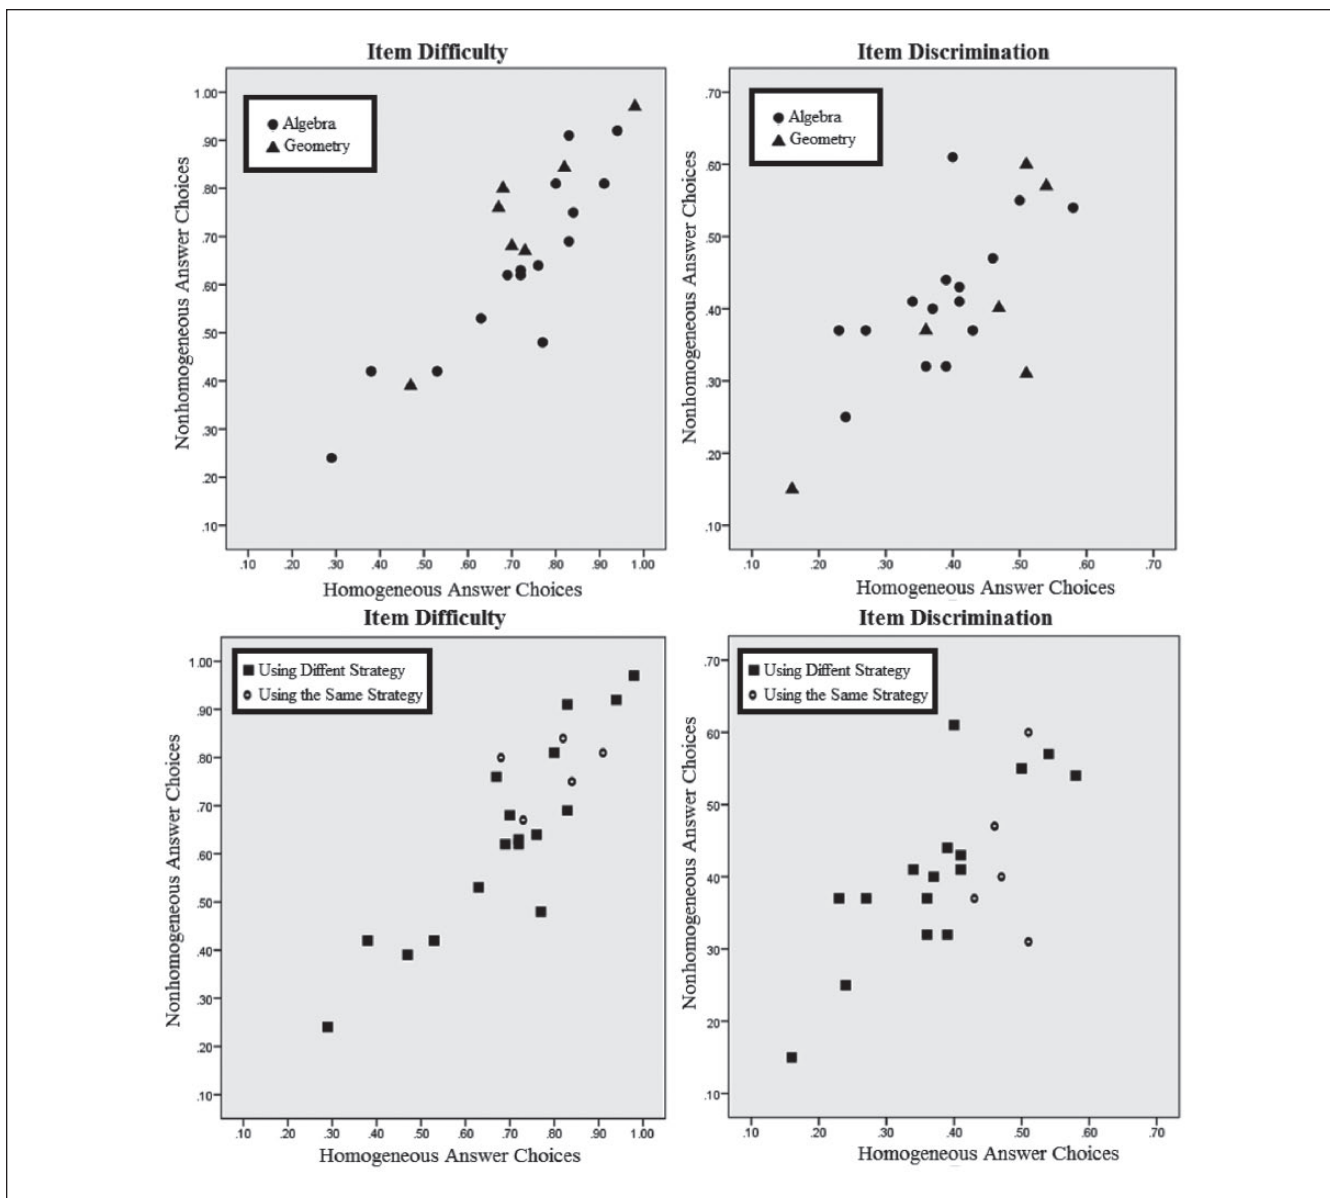 Item Difficulty
Algebra
Geometry
1.00
.90
.80
.70
.60
.50
.40
.30
.20
.10
Nonhomogeneous Answer Choices
.10 .20 .30 .40 .50 .60 .70 .80 .90 1.00
Homogeneous Answer Choices
Item Discrimination
Algebra
Geometry
.70
.60
.50
.40
.30
.20
.10
Nonhomogeneous Answer Choices
.10 .20 .30 .40 .50 .60 .70
Homogeneous Answer Choices
Item Difficulty
Using Diffent Strategy
Using the Same Strategy
1.00
.90
.80
.70
.60
.50
.40
.30
.20
.10
Nonhomogeneous Answer Choices
.10 .20 .30 .40 .50 .60 .70 .80 .90 1.00
Homogeneous Answer Choices
Item Discrimination
Using Diffent Strategy
Using the Same Strategy
.70
60
50
40
30
20
.10
Nonhomogeneous Answer Choices
.10 .20 .30 .40 .50 .60 .70
Homogeneous Answer Choices